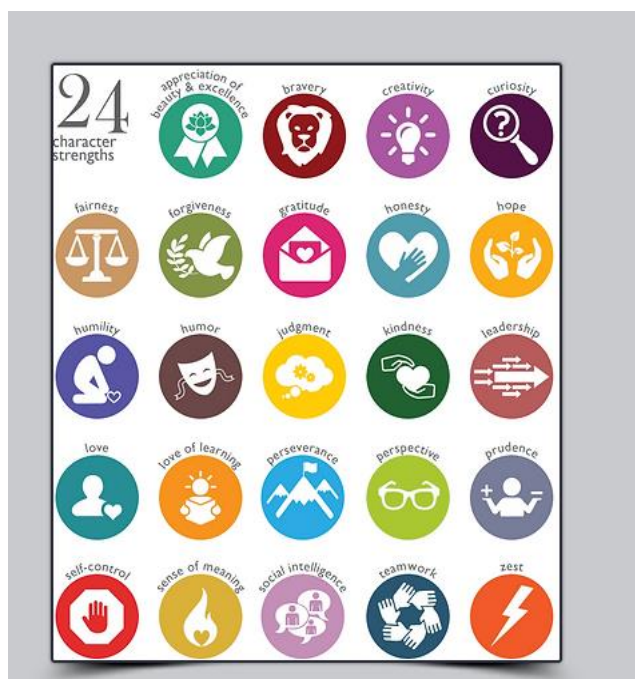 24
character
strengths
appreciation of
beauty & excellence
bravery
creativity
curiosity
fairness
forgiveness
gratitude
honesty
hope
humility
humor
judgment
kindness
leadership
love
love of learning
perseverance
perspective
prudence
self-control
sense of meaning
social intelligence
teamwork
zest
?